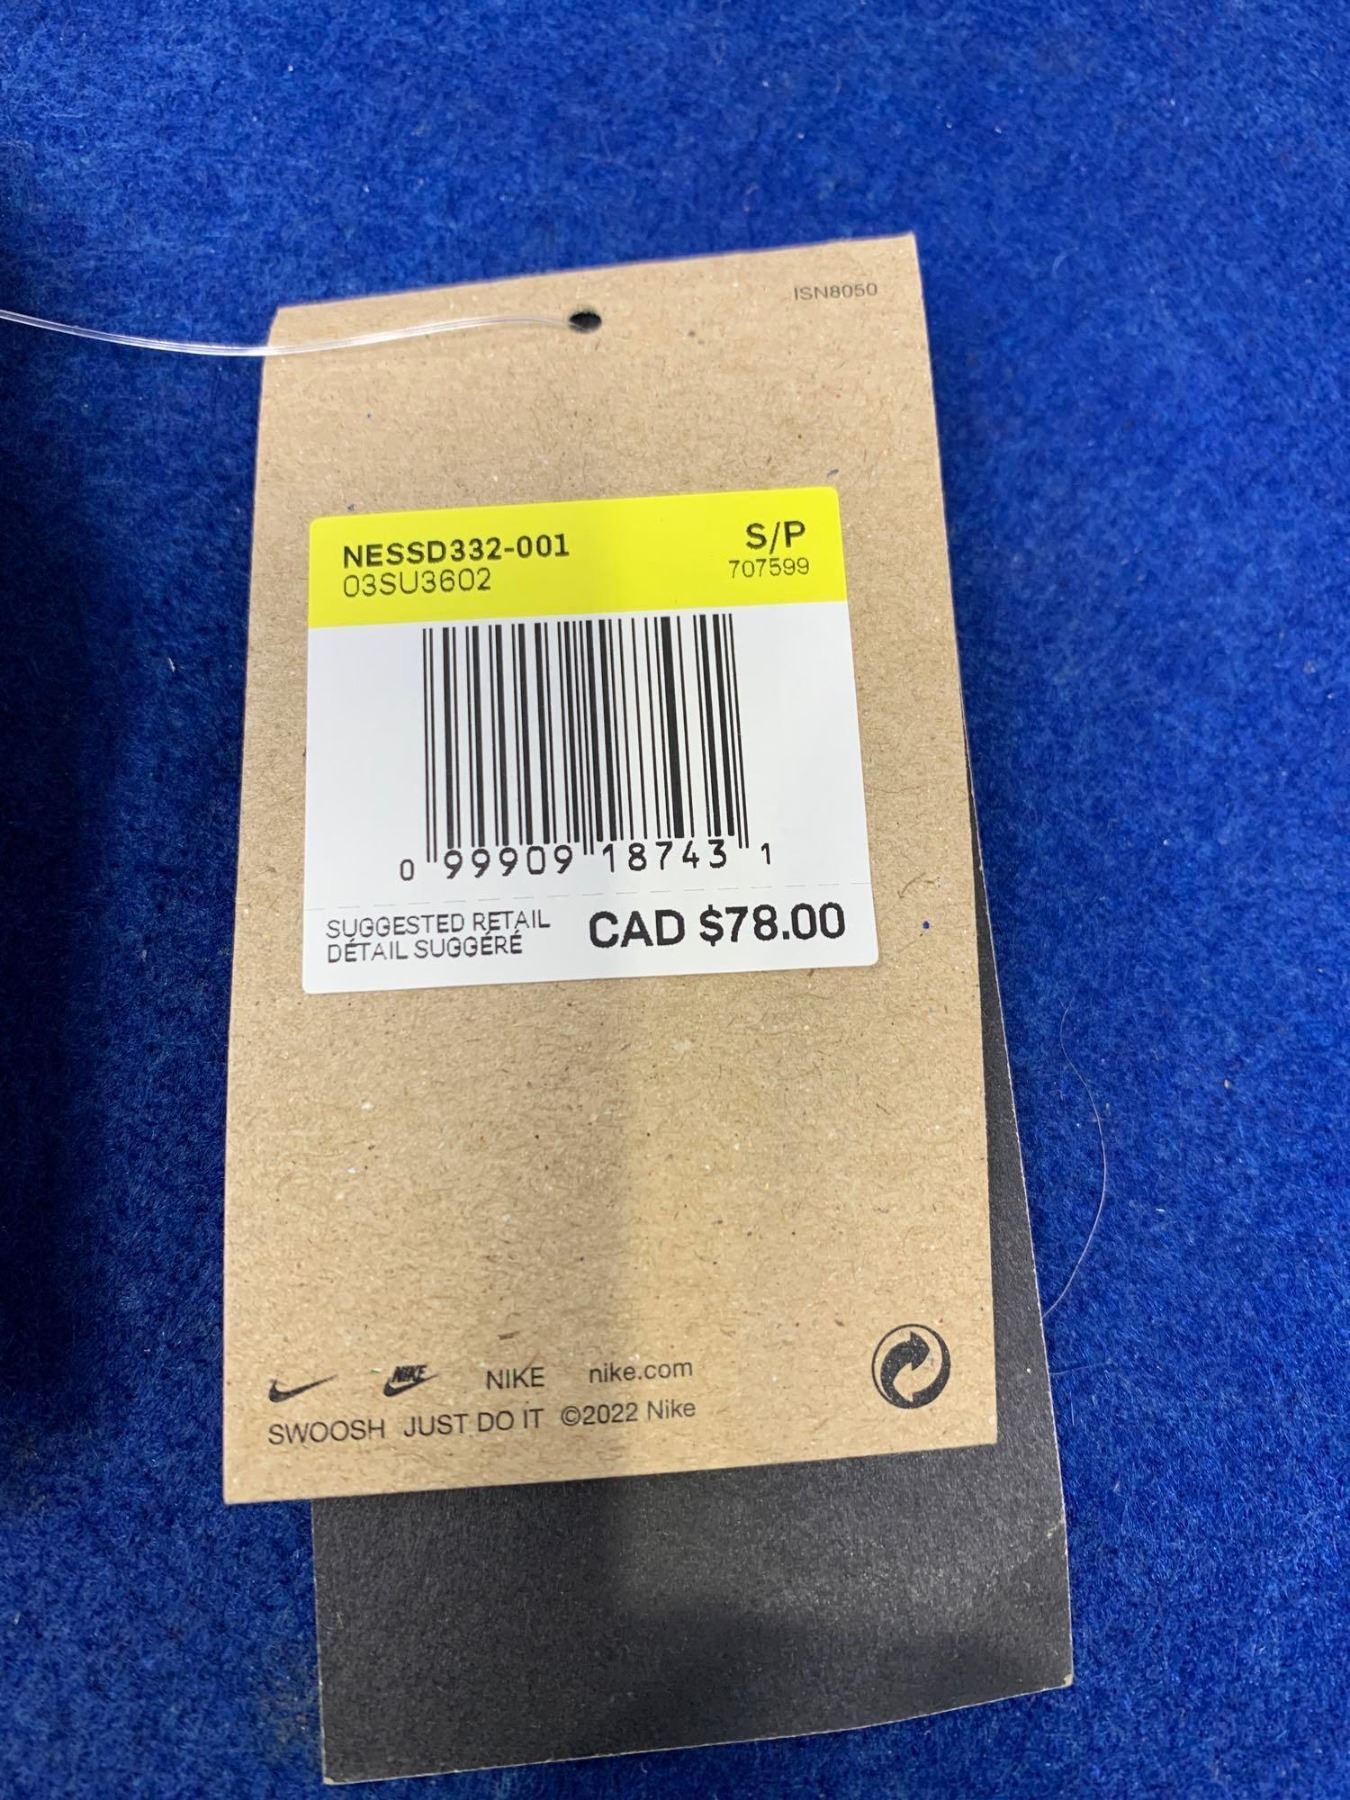 ISN8050
NESSD332-001
S/P
03SU3602
707599
0 99909 18743 1
SUGGESTED RETAIL
DÉTAIL SUGGÉRÉ
CAD $78.00
NIKE NIKE nike.com
SWOOSH JUST DO IT ©2022 Nike